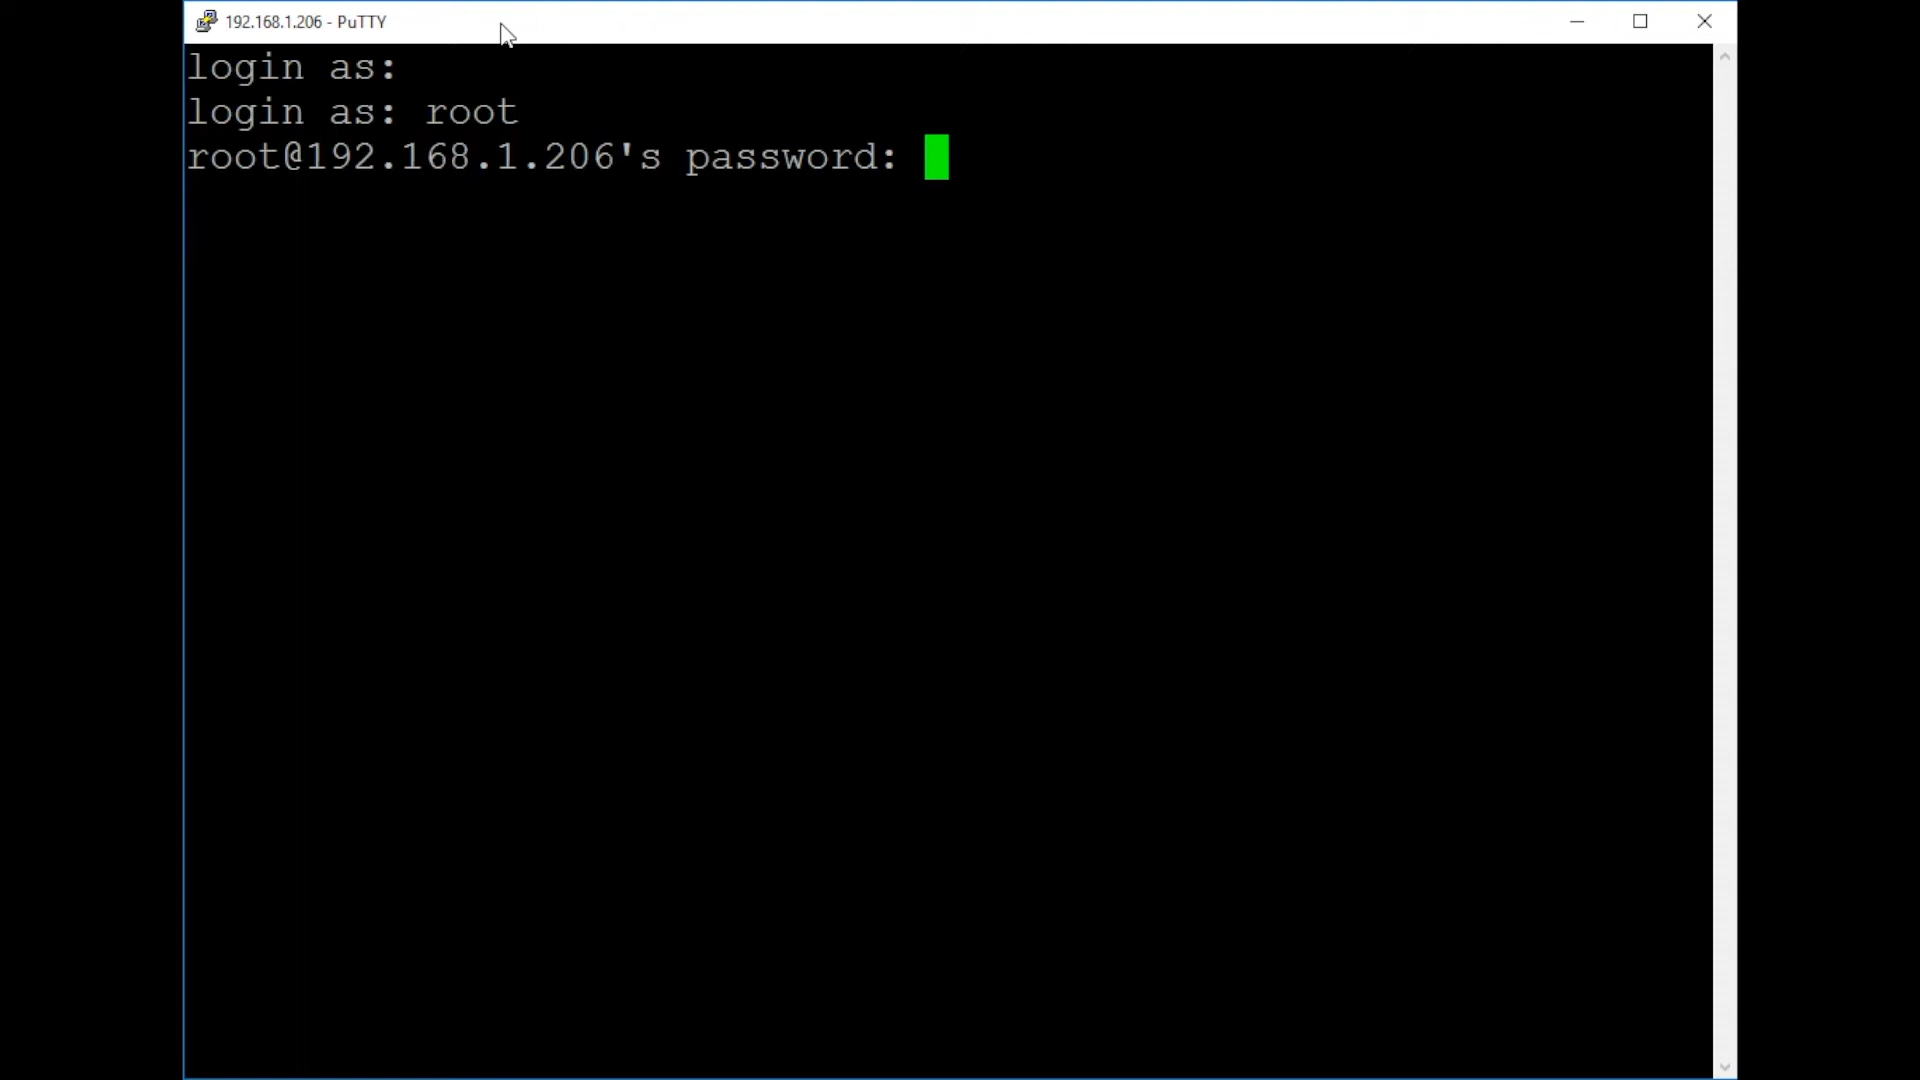 192.168.1.206 - PuTTY
login as:
login as: root
root@192.168.1.206's password: